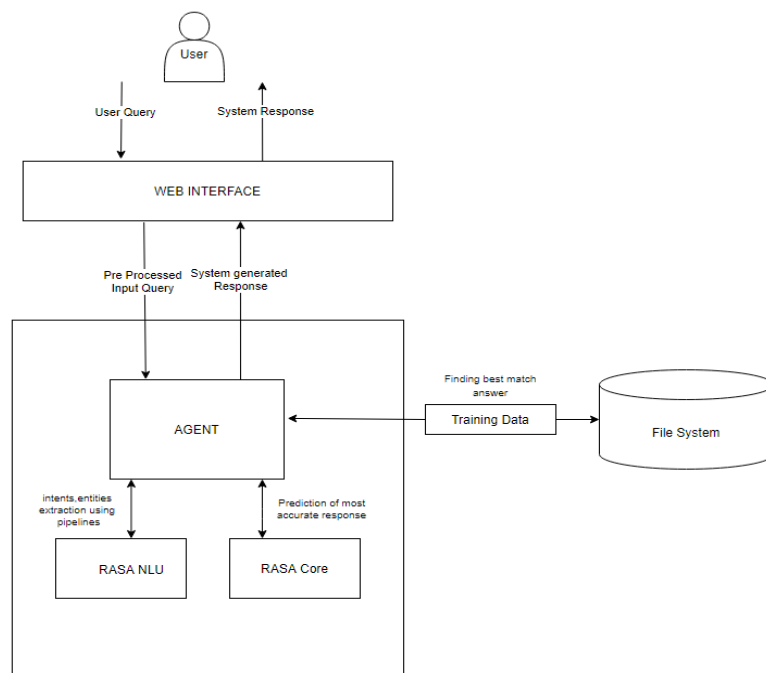 User
User Query
System Response
WEB INTERFACE
Pre Processed
Input Query
System generated
Response
Finding best match
answer
Training Data
File System
AGENT
intents.entities
extraction using
pipelines
Prediction of most
accurate response
RASA NLU
RASA Core